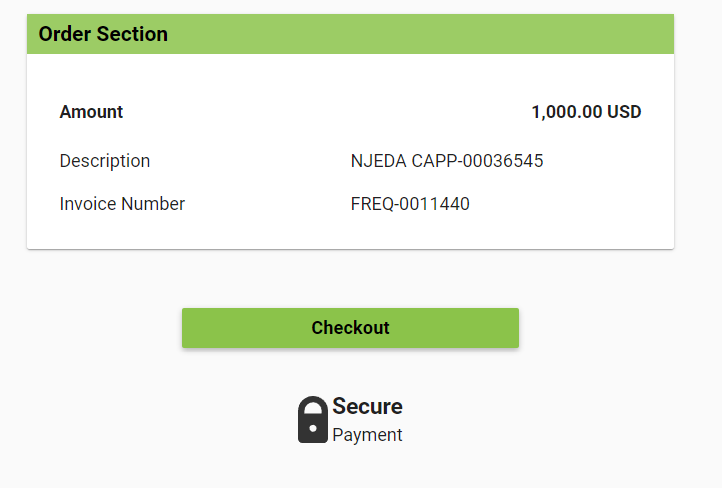 Order Section
Amount 1,000.00 USD
Description NJEDA CAPP-00036545
Invoice Number FREQ-0011440
Checkout
Secure
Payment